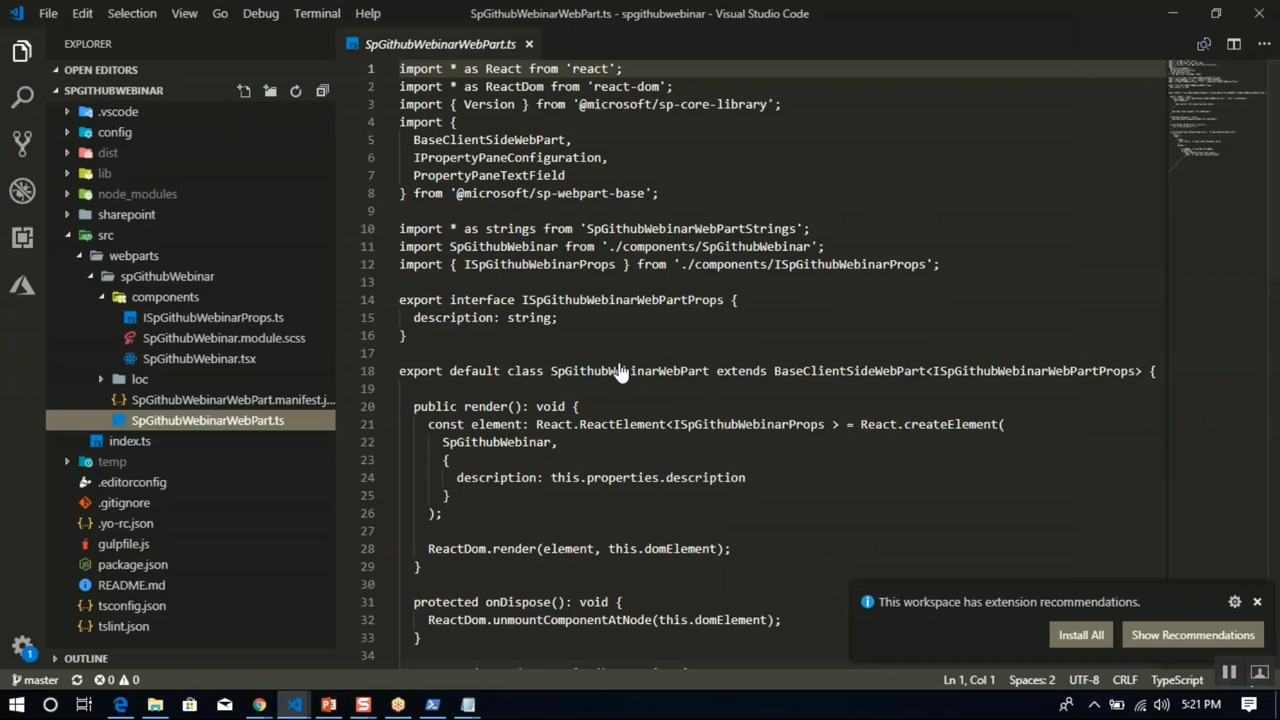 File Edit Selection View Go Debug Terminal Help
SpGithubWebinarWebPart.ts - spgithubwebinar - Visual Studio Code
EXPLORER
OPEN EDITORS
SPGITHUBWEBINAR
.vscode
config
dist
lib
node_modules
sharepoint
src
webparts
spGithubWebinar
components
ISpGithubWebinarProps.ts
SpGithubWebinar.module.scss
SpGithubWebinar.tsx
loc
SpGithubWebinarWebPart.manifest.j...
SpGithubWebinarWebPart.ts
index.ts
temp
.editorconfig
.gitignore
.yo-rc.json
gulpfile.js
package.json
README.md
tsconfig.json
tslint.json
OUTLINE
SpGithubWebinarWebPart.ts
1 import * as React from 'react';
2 import * as ReactDom from 'react-dom';
3 import { Version } from '@microsoft/sp-core-library';
4 import {
5 BaseClientSideWebPart,
6 IPropertyPaneConfiguration,
7 PropertyPaneTextField
8 } from '@microsoft/sp-webpart-base';
9
10 import * as strings from 'SpGithubWebinarWebPartStrings';
11 import SpGithubWebinar from './components/SpGithubWebinar';
12 import { ISpGithubWebinarProps } from './components/ISpGithubWebinarProps';
13
14 export interface ISpGithubWebinarWebPartProps {
15 description: string;
16 }
17
18 export default class SpGithubWebinarWebPart extends BaseClientSideWebPart<ISpGithubWebinarWebPartProps> {
19
20 public render(): void {
21 const element: React.ReactElement<ISpGithubWebinarProps > = React.createElement(
22 SpGithubWebinar,
23 {
24 description: this.properties.description
25 }
26 );
27
28 ReactDom.render(element, this.domElement);
29 }
30
31 protected onDispose(): void {
32 ReactDom.unmountComponentAtNode(this.domElement);
33 }
34
This workspace has extension recommendations.
Install All Show Recommendations
1
master 0 0
Ln 1, Col 1 Spaces: 2 UTF-8 CRLF TypeScript
5:21 PM